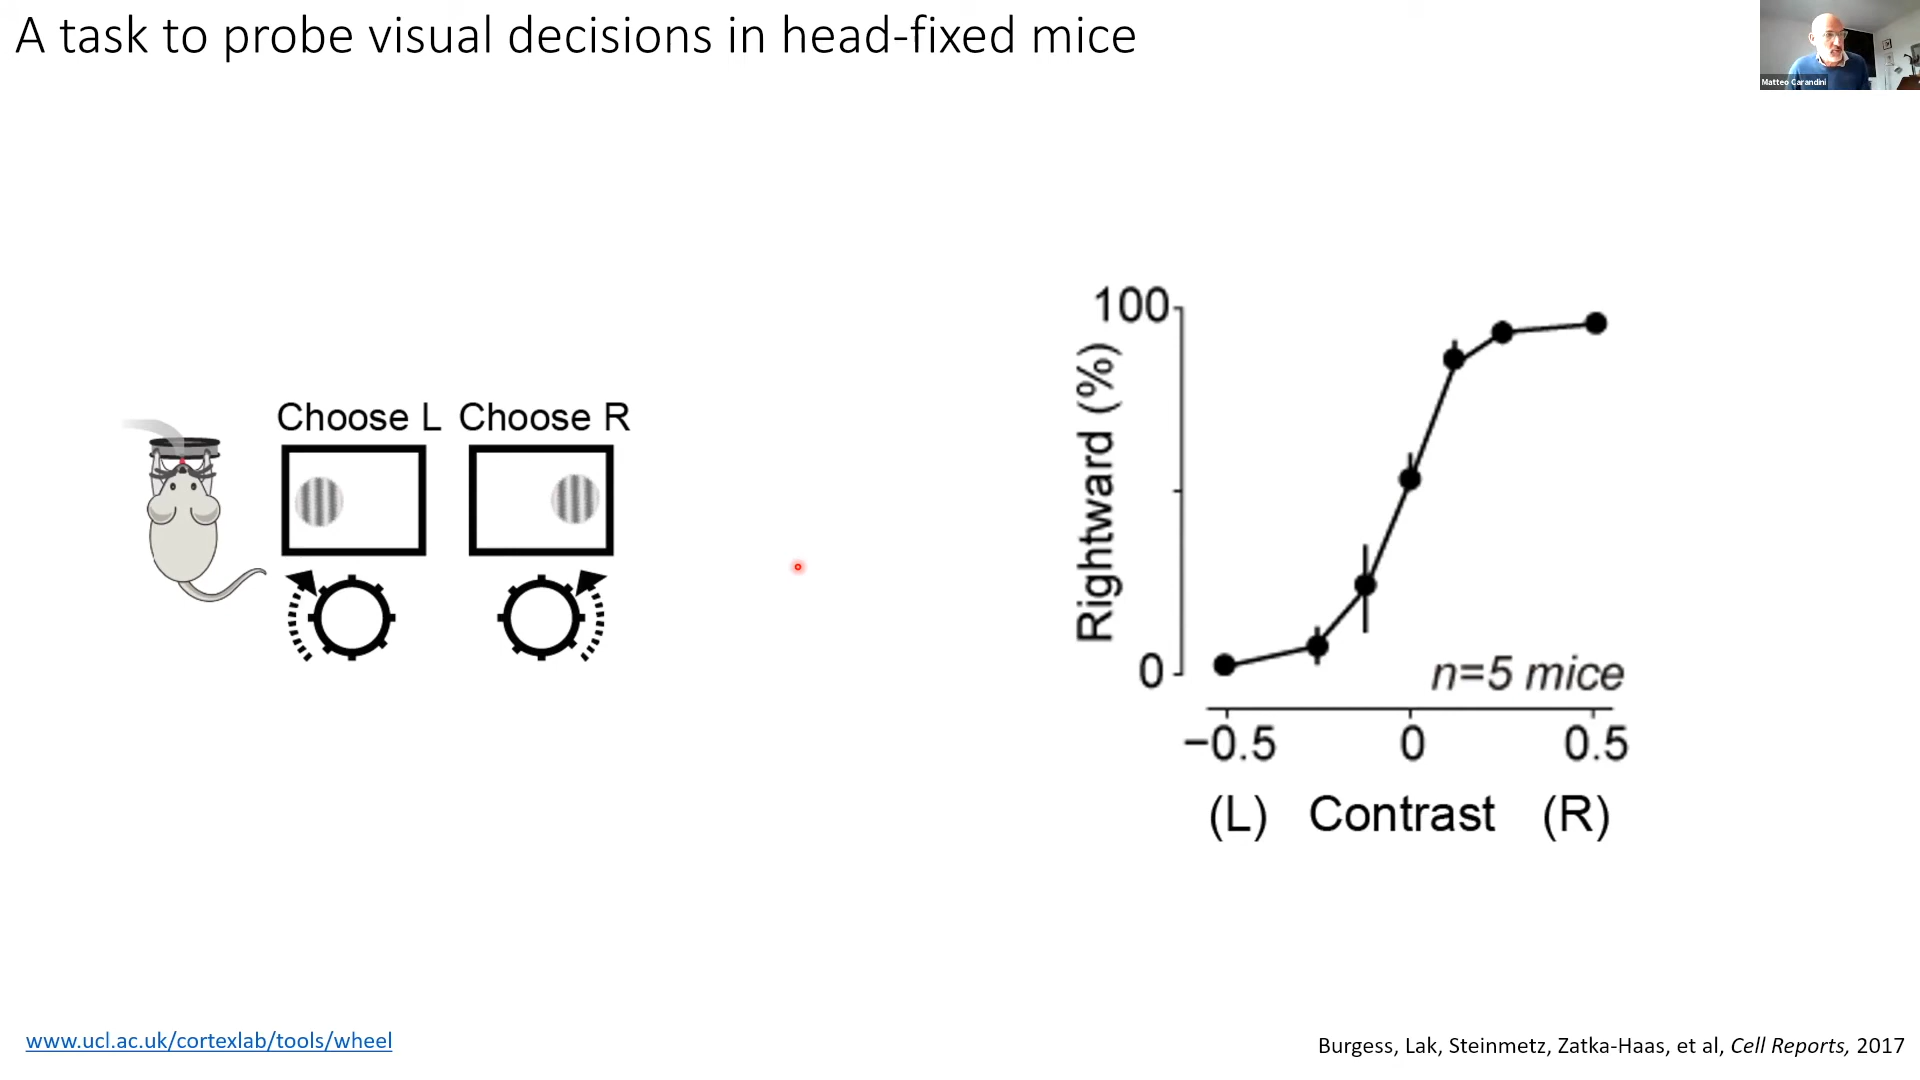 A task to probe visual decisions in head-fixed mice
Matteo Carandini
Choose L Choose R
100
Rightward (%)
0
n=5 mice
−0.5 0 0.5
(L) Contrast (R)
www.ucl.ac.uk/cortexlab/tools/wheel
Burgess, Lak, Steinmetz, Zatka-Haas, et al, Cell Reports, 2017